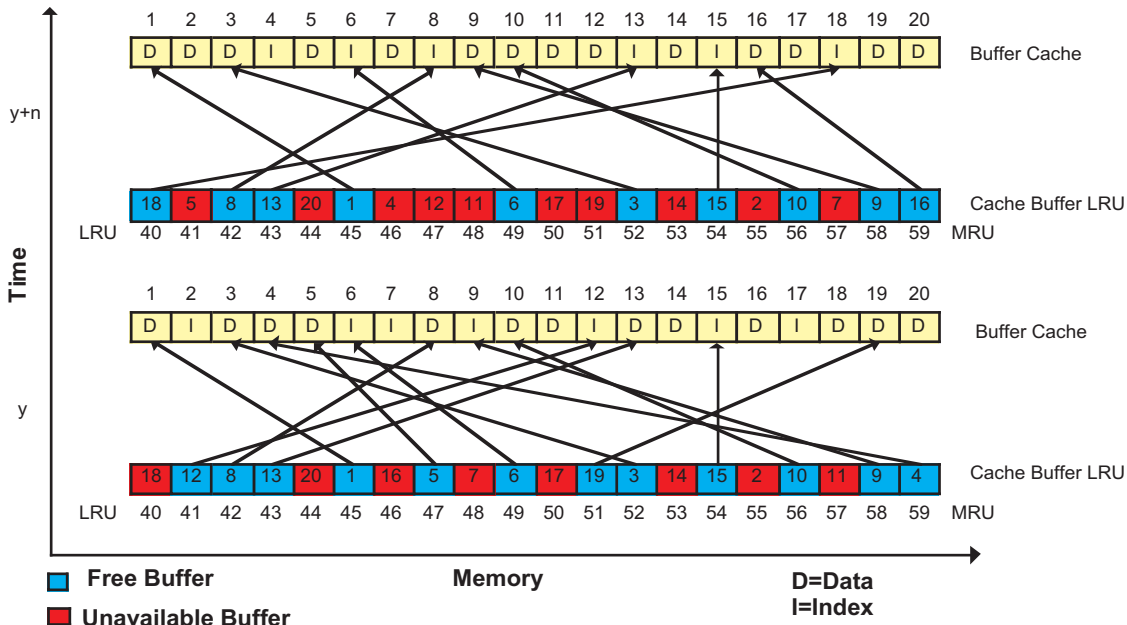 1 2 3 4 5 6 7 8 9 10 11 12 13 14 15 16 17 18 19 20
D D D I D I D I D D D D I D I D D I D D Buffer Cache
y+n
18 5 8 13 20 1 4 12 11 6 17 19 3 14 15 2 10 7 9 16 Cache Buffer LRU
LRU 40 41 42 43 44 45 46 47 48 49 50 51 52 53 54 55 56 57 58 59 MRU
Time
1 2 3 4 5 6 7 8 9 10 11 12 13 14 15 16 17 18 19 20
D I D D D I I D I D D I D D I D I D D D Buffer Cache
y
18 12 8 13 20 1 16 5 7 6 17 19 3 14 15 2 10 11 9 4 Cache Buffer LRU
LRU 40 41 42 43 44 45 46 47 48 49 50 51 52 53 54 55 56 57 58 59 MRU
Free Buffer Memory D=Data
I=Index
Unavailable Buffer